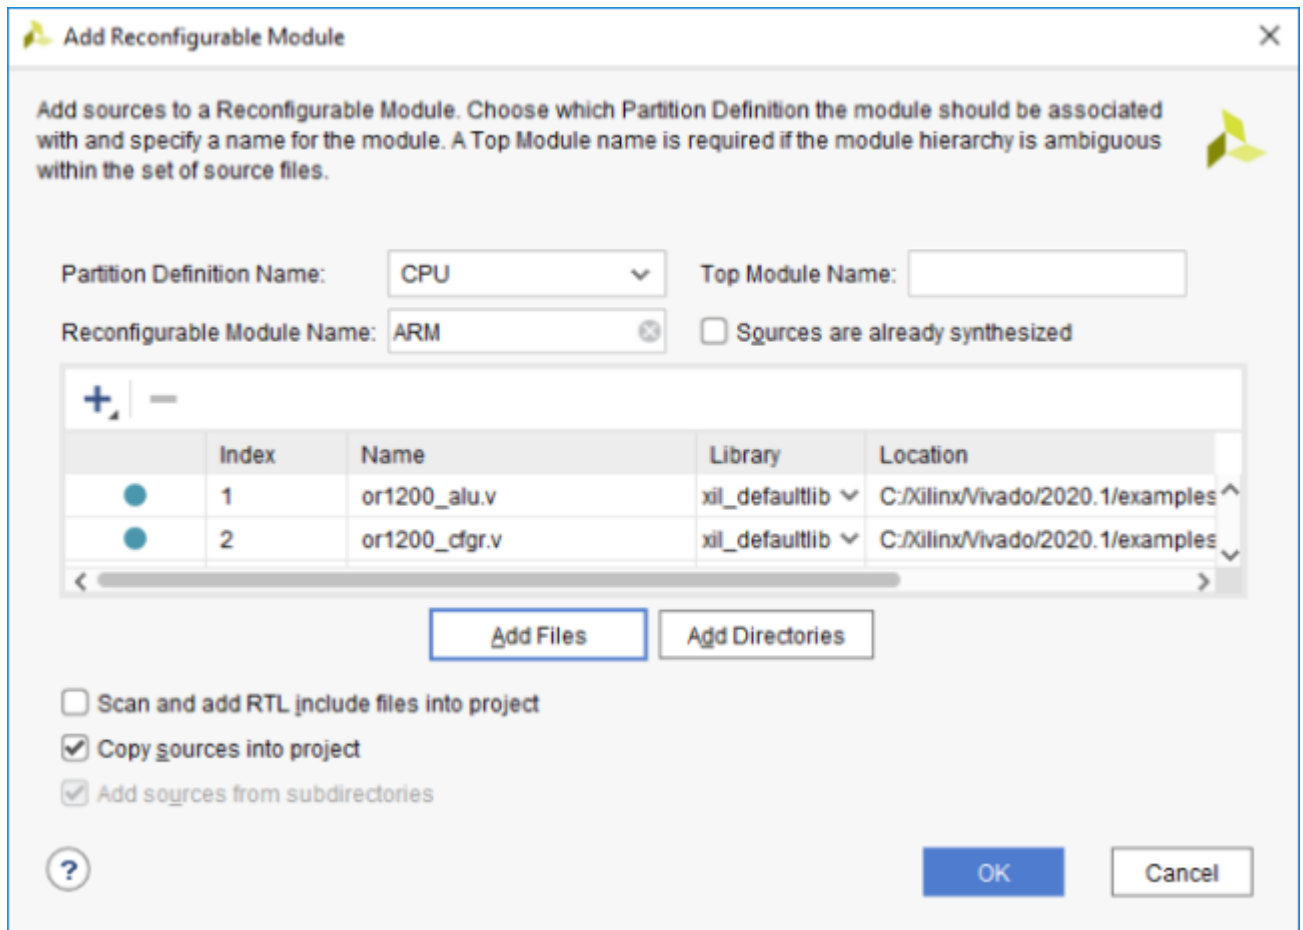 Add Reconfigurable Module
Add sources to a Reconfigurable Module. Choose which Partition Definition the module should be associated
with and specify a name for the module. A Top Module name is required if the module hierarchy is ambiguous
within the set of source files.
Partition Definition Name: CPU Top Module Name:
Reconfigurable Module Name: ARM Sources are already synthesized
Index Name Library Location
1 or1200_alu.v xil_defaultlib C:/Xilinx/Vivado/2020.1/examples
2 or1200_cfgr.v xil_defaultlib C:/Xilinx/Vivado/2020.1/examples
Add Files Add Directories
Scan and add RTL include files into project
Copy sources into project
Add sources from subdirectories
? OK Cancel